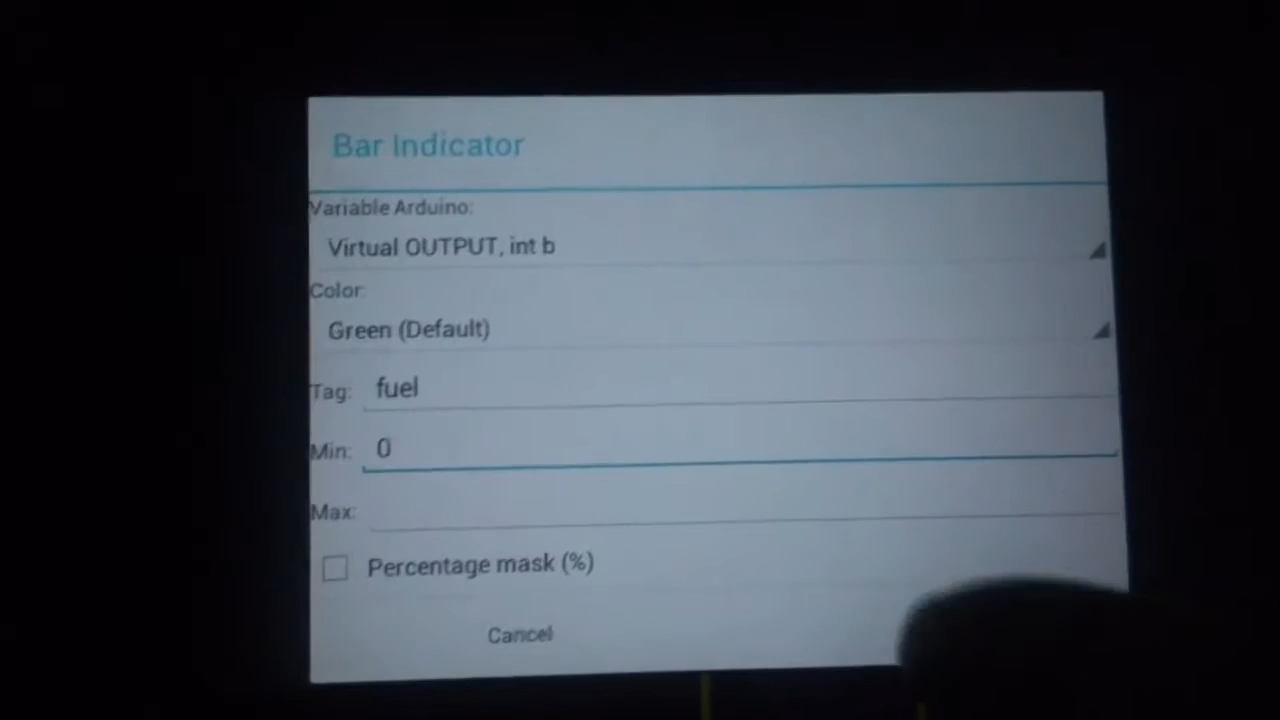 Bar Indicator
Variable Arduino:
Virtual OUTPUT, int b
Color:
Green (Default)
Tag: fuel
Min: 0
Max:
Percentage mask (%)
Cancel